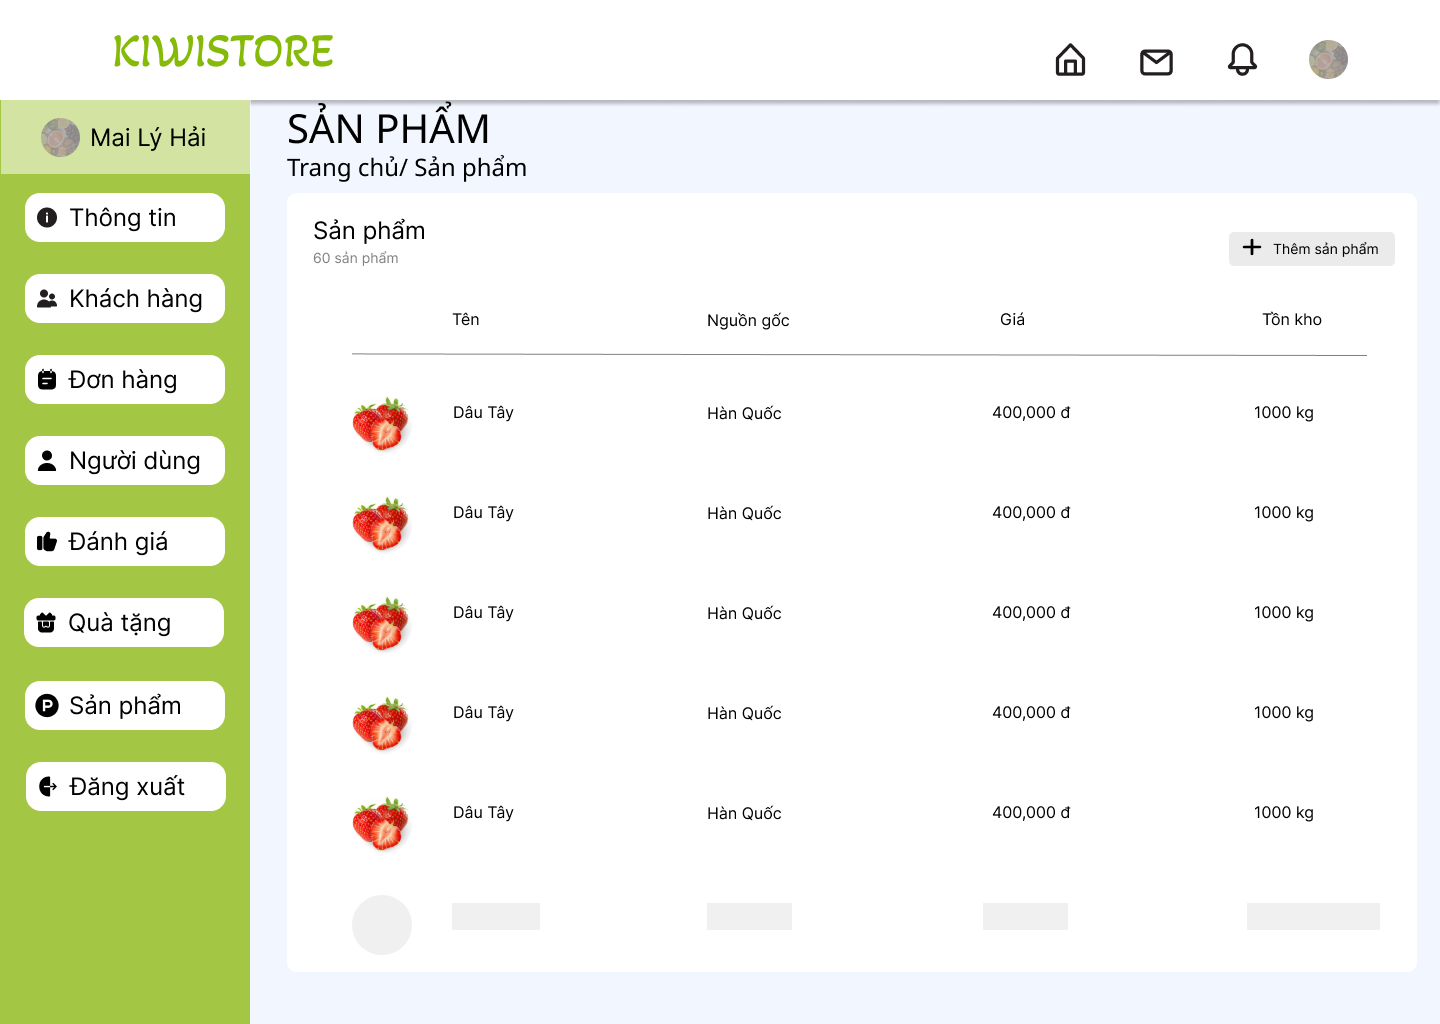 KIWISTORE
Mai Lý Hải
Thông tin
Khách hàng
Đơn hàng
Người dùng
Đánh giá
Quà tặng
Sản phẩm
Đăng xuất
SẢN PHẨM
Trang chủ/ Sản phẩm
Sản phẩm
60 sản phẩm
Thêm sản phẩm
Tên Nguồn gốc Giá Tồn kho
Dâu Tây Hàn Quốc 400,000 đ 1000 kg
Dâu Tây Hàn Quốc 400,000 đ 1000 kg
Dâu Tây Hàn Quốc 400,000 đ 1000 kg
Dâu Tây Hàn Quốc 400,000 đ 1000 kg
Dâu Tây Hàn Quốc 400,000 đ 1000 kg